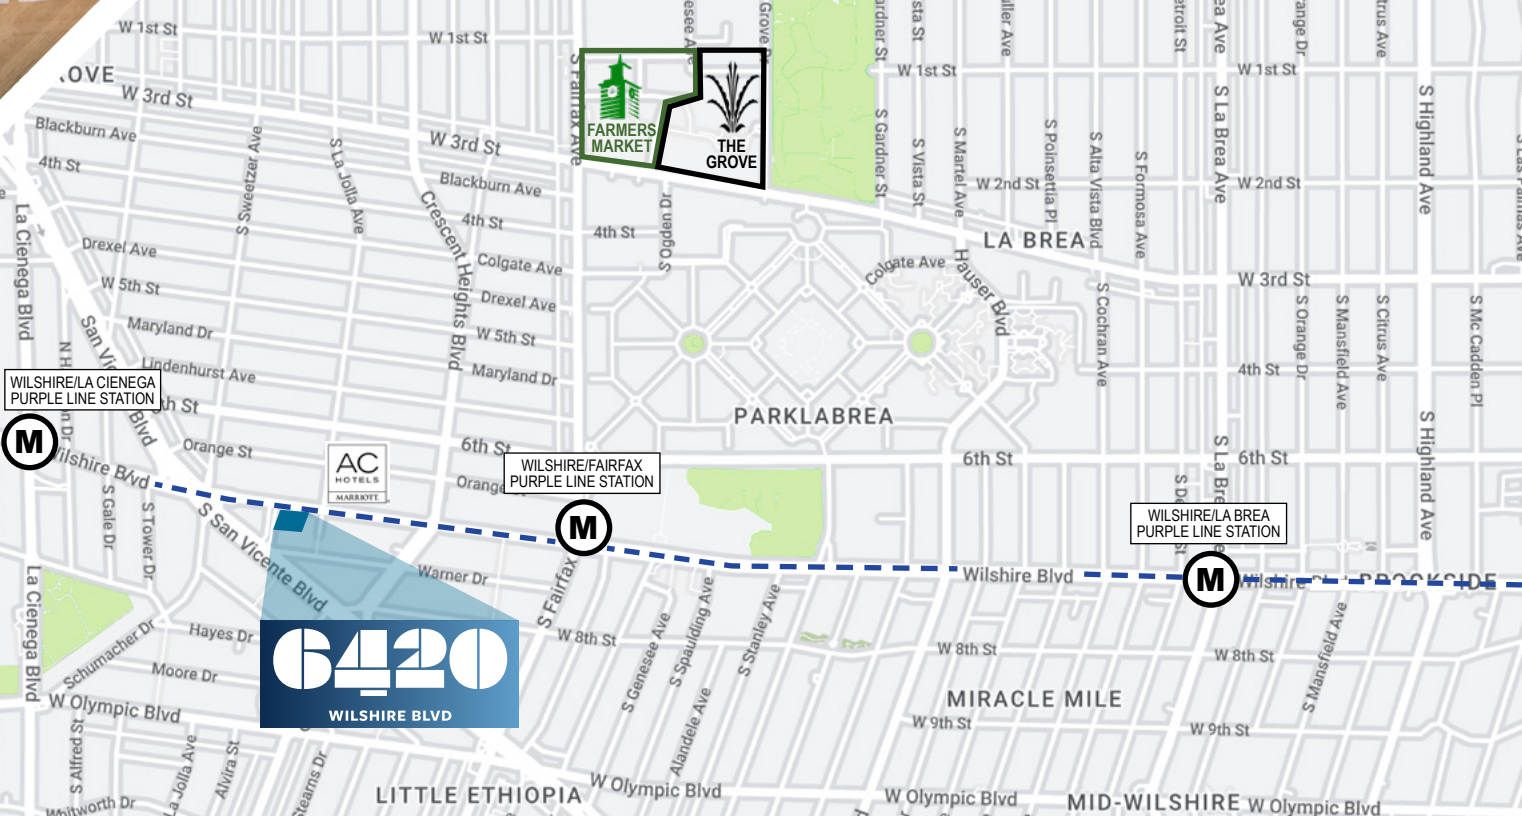 W 1st St
W 1st St
W 1st St
W 1st St
W 3rd St
Blackburn Ave
4th St
S Sweetzer Ave
S La Jolla Ave
W 3rd St
Blackburn Ave
4th St
Colgate Ave
Drexel Ave
W 5th St
Maryland Dr
Crescent Heights Blvd
S Fairfax Ave
FARMERS
MARKET
THE
GROVE
4th St
S Ogden Dr
S Gardner St
S Vista St
S Martel Ave
W 2nd St
S Poinsettia Pl
S Alta Vista Blvd
S Formosa Ave
S La Brea Ave
W 2nd St
S Highland Ave
LA BREA
W 3rd St
Colgate Ave
Hauser Blvd
S Cochran Ave
S Orange Dr
S Mansfield Ave
S Citrus Ave
S Mc Cadden Pl
4th St
La Cienega Blvd
Drexel Ave
W 5th St
Maryland Dr
Lindenhurst Ave
San
Blvd
WILSHIRE/LA CIENEGA
PURPLE LINE STATION
M
Orange St
S Gale Dr
S Tower Dr
AC
HOTELS
MARRIOTT
6th St
WILSHIRE/FAIRFAX
PURPLE LINE STATION
M
PARKLABREA
6th St
6th St
S Highland Ave
WILSHIRE/LA BREA
PURPLE LINE STATION
M
Wilshire Blvd
BROOKSIDE
S San Vicente Blvd
Warner Dr
S Fairfax
W 8th St
S Genesee Ave
S Spaulding Ave
S Stanley Ave
Alandele Ave
W 8th St
W 8th St
S Mansfield Ave
MIRACLE MILE
W 9th St
W 9th St
La Cienega Blvd
Schumacher Dr
Hayes Dr
Moore Dr
W Olympic Blvd
6420
WILSHIRE BLVD
S Alfred St
La Jolla Ave
Alvira St
Stearns Dr
Whitworth Dr
LITTLE ETHIOPIA
W Olympic Blvd
W Olympic Blvd
MID-WILSHIRE
W Olympic Blvd